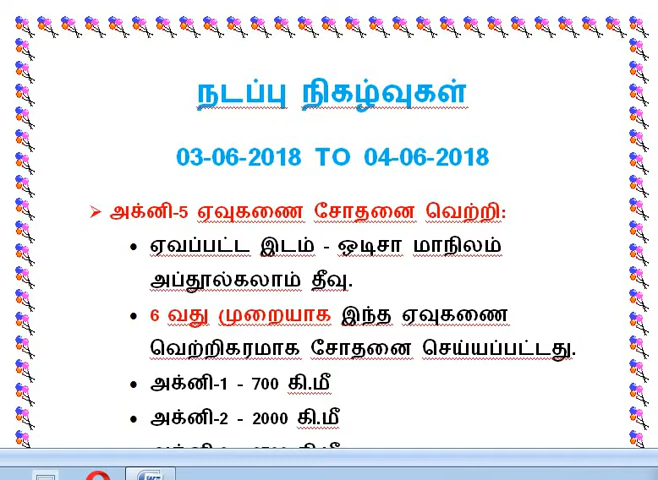 நடப்பு நிகழ்வுகள்
03-06-2018 TO 04-06-2018
➢ அக்னி-5 ஏவுகணை சோதனை வெற்றி:
• ஏவப்பட்ட இடம் - ஒடிசா மாநிலம்
அப்தூல்கலாம் தீவு.
• 6 வது முறையாக இந்த ஏவுகணை
வெற்றிகரமாக சோதனை செய்யப்பட்டது.
• அக்னி-1 - 700 கி.மீ
• அக்னி-2 - 2000 கி.மீ